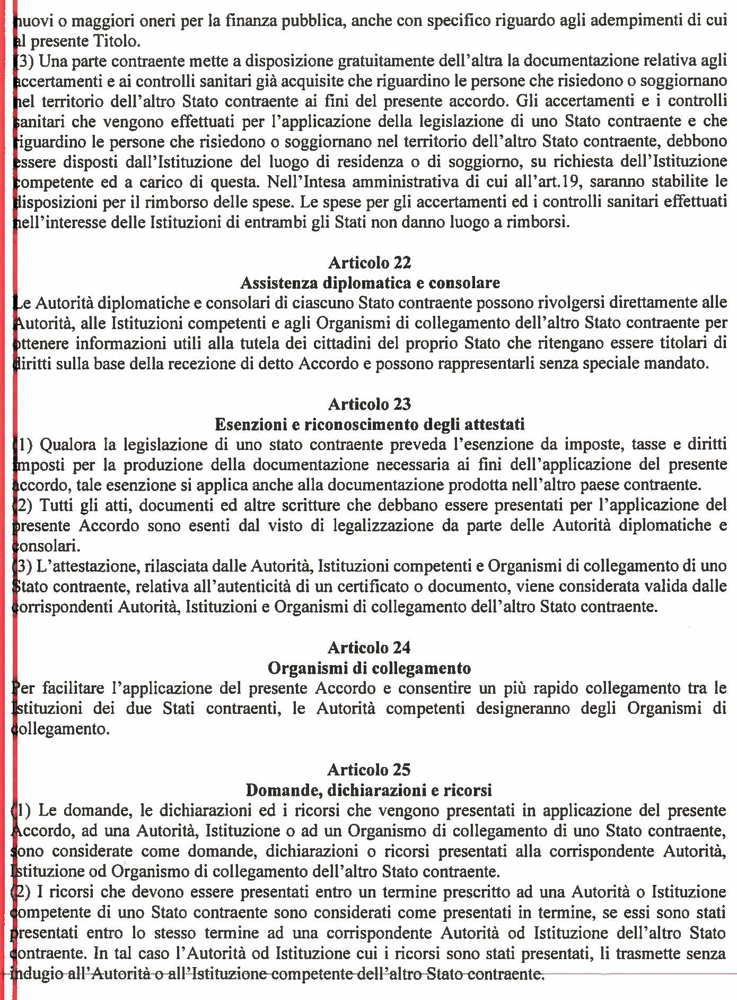 nuovi o maggiori oneri per la finanza pubblica, anche con specifico riguardo agli adempimenti di cui
al presente Titolo.
(3) Una parte contraente mette a disposizione gratuitamente dell'altra la documentazione relativa agli
accertamenti e ai controlli sanitari già acquisite che riguardino le persone che risiedono o soggiornano
nel territorio dell'altro Stato contraente ai fini del presente accordo. Gli accertamenti e i controlli
sanitari che vengono effettuati per l'applicazione della legislazione di uno Stato contraente e che
riguardino le persone che risiedono o soggiornano nel territorio dell'altro Stato contraente, debbono
essere disposti dall'Istituzione del luogo di residenza o di soggiorno, su richiesta dell'Istituzione
competente ed a carico di questa. Nell'Intesa amministrativa di cui all'art.19, saranno stabilite le
disposizioni per il rimborso delle spese. Le spese per gli accertamenti ed i controlli sanitari effettuati
nell'interesse delle Istituzioni di entrambi gli Stati non danno luogo a rimborsi.
Articolo 22
Assistenza diplomatica e consolare
Le Autorità diplomatiche e consolari di ciascuno Stato contraente possono rivolgersi direttamente alle
Autorità, alle Istituzioni competenti e agli Organismi di collegamento dell'altro Stato contraente per
ottenere informazioni utili alla tutela dei cittadini del proprio Stato che ritengano essere titolari di
diritti sulla base della recezione di detto Accordo e possono rappresentarli senza speciale mandato.
Articolo 23
Esenzioni e riconoscimento degli attestati
(1) Qualora la legislazione di uno stato contraente preveda l'esenzione da imposte, tasse e diritti
imposti per la produzione della documentazione necessaria ai fini dell'applicazione del presente
accordo, tale esenzione si applica anche alla documentazione prodotta nell'altro paese contraente.
(2) Tutti gli atti, documenti ed altre scritture che debbano essere presentati per l'applicazione del
presente Accordo sono esenti dal visto di legalizzazione da parte delle Autorità diplomatiche e
consolari.
(3) L'attestazione, rilasciata dalle Autorità, Istituzioni competenti e Organismi di collegamento di uno
Stato contraente, relativa all'autenticità di un certificato o documento, viene considerata valida dalle
corrispondenti Autorità, Istituzioni e Organismi di collegamento dell'altro Stato contraente.
Articolo 24
Organismi di collegamento
Per facilitare l'applicazione del presente Accordo e consentire un più rapido collegamento tra le
Istituzioni dei due Stati contraenti, le Autorità competenti designeranno degli Organismi di
collegamento.
Articolo 25
Domande, dichiarazioni e ricorsi
(1) Le domande, le dichiarazioni ed i ricorsi che vengono presentati in applicazione del presente
Accordo, ad una Autorità, Istituzione o ad un Organismo di collegamento di uno Stato contraente,
sono considerate come domande, dichiarazioni o ricorsi presentati alla corrispondente Autorità,
Istituzione od Organismo di collegamento dell'altro Stato contraente.
(2) I ricorsi che devono essere presentati entro un termine prescritto ad una Autorità o Istituzione
competente di uno Stato contraente sono considerati come presentati in termine, se essi sono stati
presentati entro lo stesso termine ad una corrispondente Autorità od Istituzione dell'altro Stato
contraente. In tal caso l'Autorità od Istituzione cui i ricorsi sono stati presentati, li trasmette senza
indugio all'Autorità o all'Istituzione competente dell'altro Stato contraente.